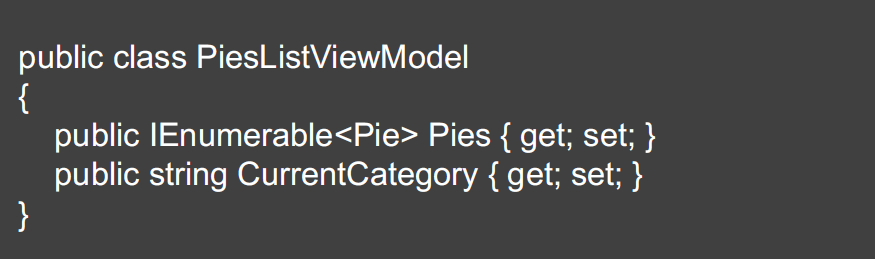 public class PiesListViewModel
{
    public IEnumerable<Pie> Pies { get; set; }
    public string CurrentCategory { get; set; }
}